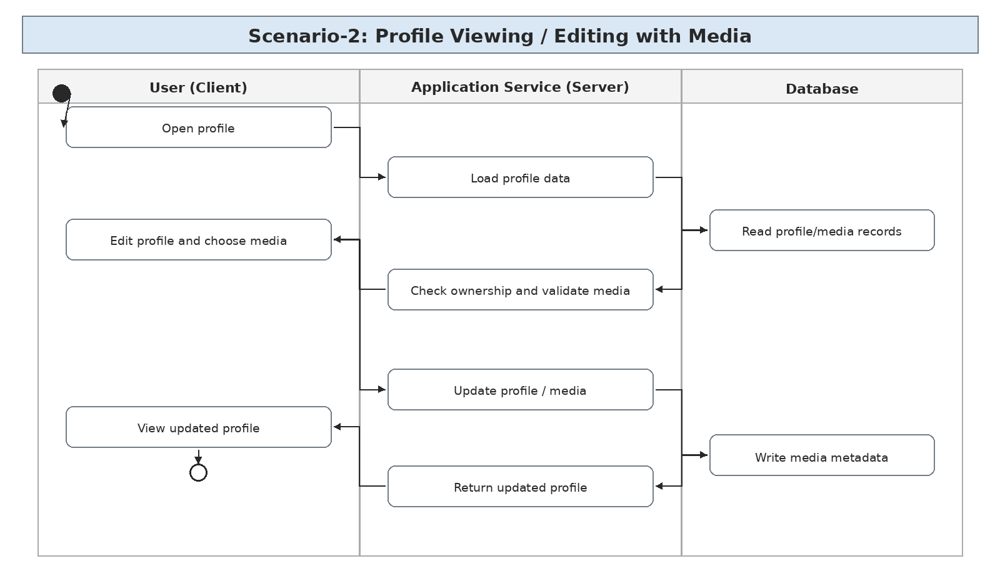 Scenario-2: Profile Viewing / Editing with Media
User (Client)
Application Service (Server)
Database
Open profile
Load profile data
Read profile/media records
Edit profile and choose media
Check ownership and validate media
Update profile / media
View updated profile
Write media metadata
Return updated profile